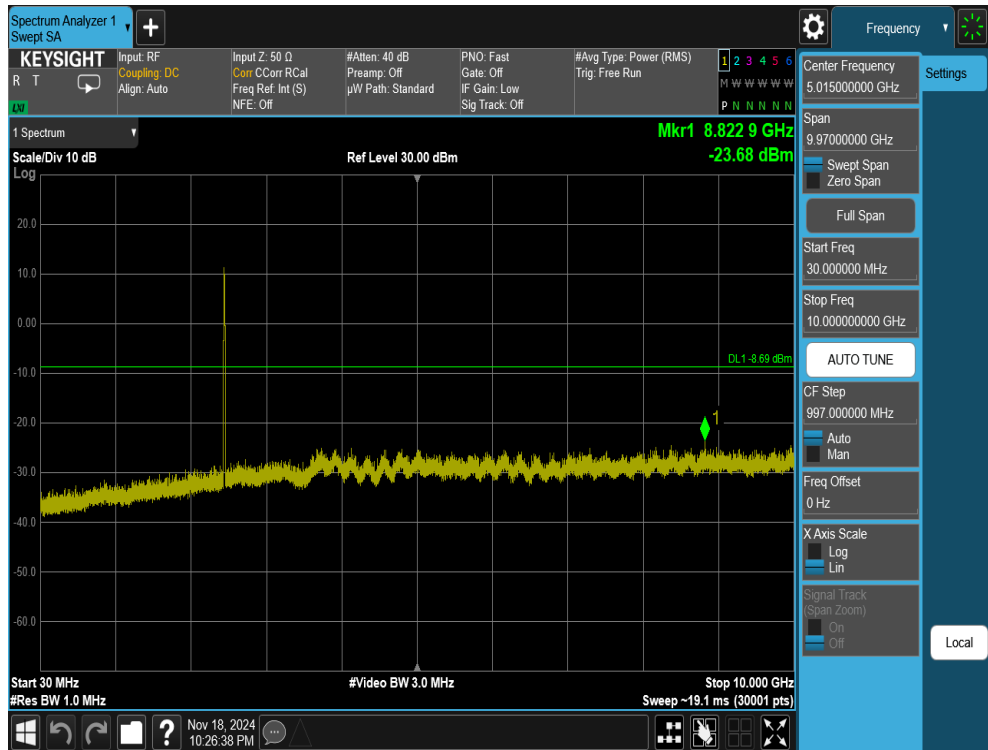 Spectrum Analyzer 1
Swept SA
Frequency
KEYSIGHT
R T
LXI
Input: RF
Coupling: DC
Align: Auto
Input Z: 50 Ω
Corr CCorr RCal
Freq Ref: Int (S)
NFE: Off
#Atten: 40 dB
Preamp: Off
µW Path: Standard
PNO: Fast
Gate: Off
IF Gain: Low
Sig Track: Off
#Avg Type: Power (RMS)
Trig: Free Run
1 2 3 4 5 6
M W W W W W
P N N N N N
1 Spectrum
Mkr1 8.822 9 GHz
-23.68 dBm
Scale/Div 10 dB
Ref Level 30.00 dBm
Log
20.0
10.0
0.00
DL1 -8.69 dBm
-10.0
1
-20.0
-30.0
-40.0
-50.0
-60.0
Start 30 MHz
#Video BW 3.0 MHz
Stop 10.000 GHz
#Res BW 1.0 MHz
Sweep ~19.1 ms (30001 pts)
?
Nov 18, 2024
10:26:38 PM
Center Frequency
5.015000000 GHz
Settings
Span
9.97000000 GHz
Swept Span
Zero Span
Full Span
Start Freq
30.000000 MHz
Stop Freq
10.000000000 GHz
AUTO TUNE
CF Step
997.000000 MHz
Auto
Man
Freq Offset
0 Hz
X Axis Scale
Log
Lin
Signal Track
(Span Zoom)
On
Off
Local